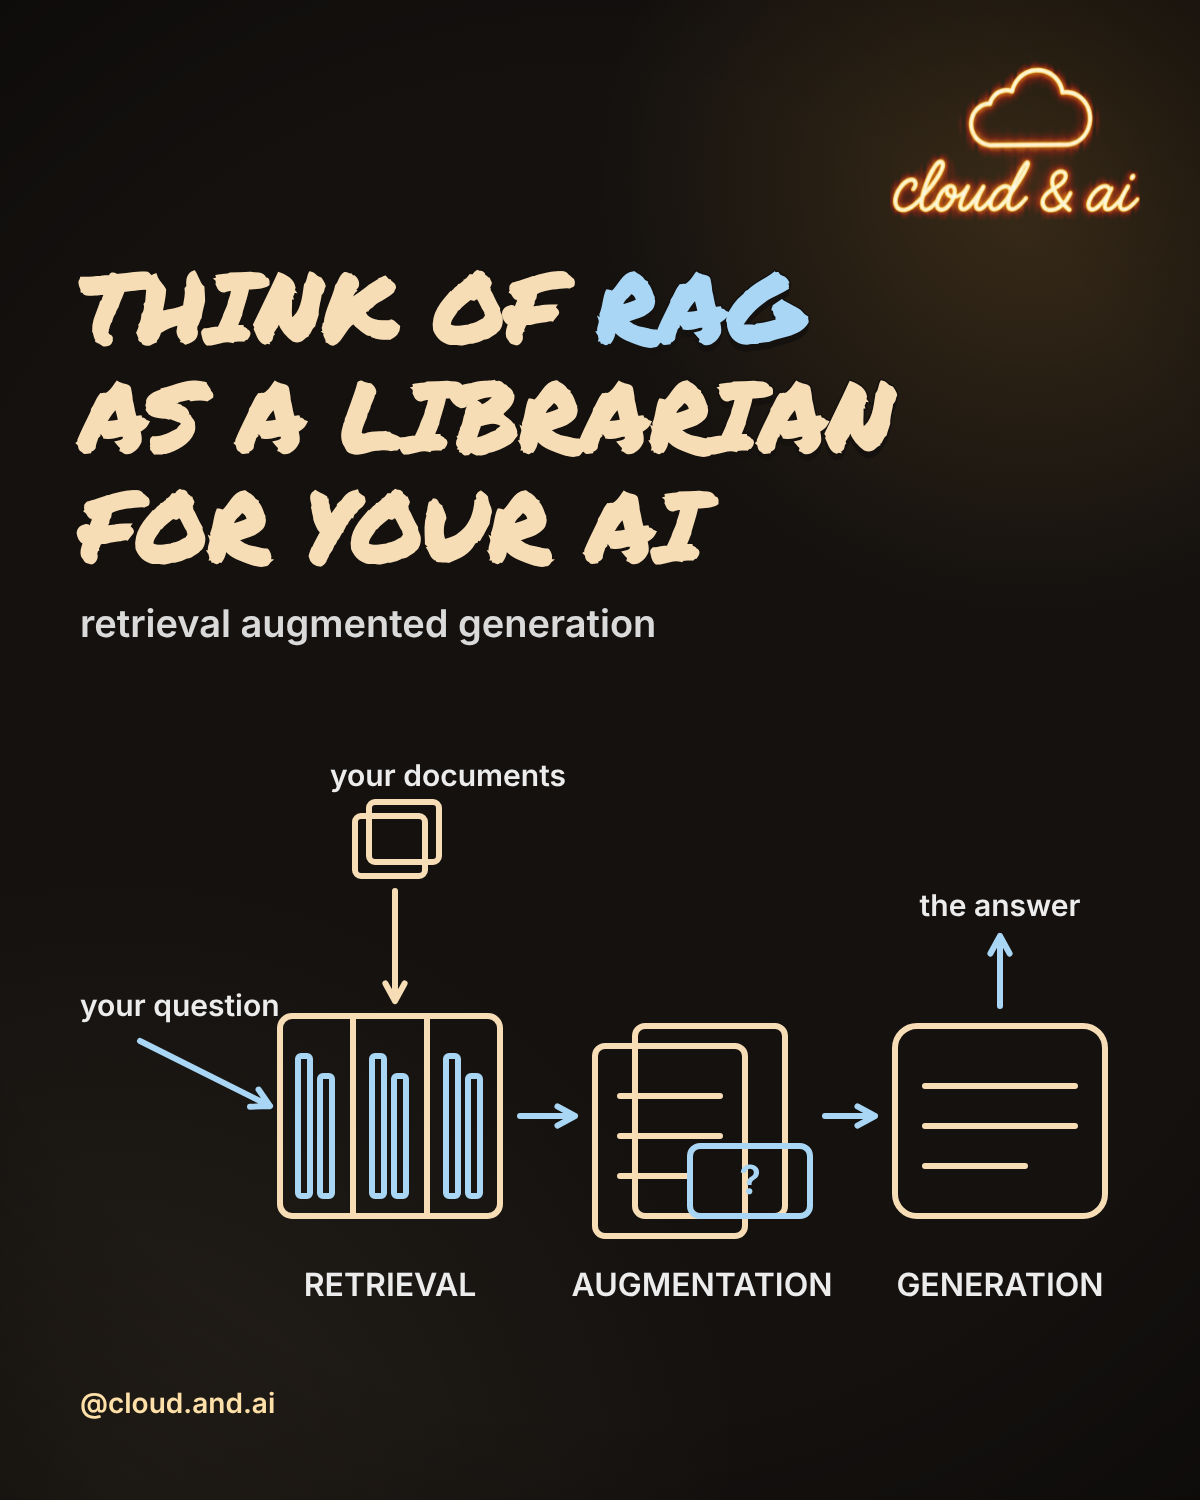 cloud & ai
THINK OF RAG
AS A LIBRARIAN
FOR YOUR AI
retrieval augmented generation
your documents
the answer
your question
?
RETRIEVAL
AUGMENTATION
GENERATION
@cloud.and.ai